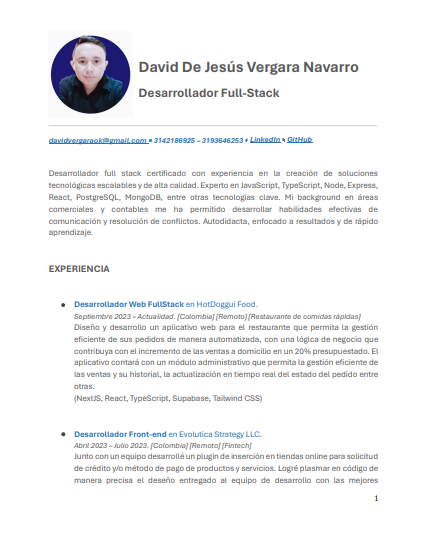 David De Jesús Vergara Navarro
Desarrollador Full-Stack
davidvergaraok@gmail.com • 3142186925 – 3193646253 • LinkedIn • GitHub
Desarrollador full stack certificado con experiencia en la creación de soluciones
tecnológicas escalables y de alta calidad. Experto en JavaScript, TypeScript, Node, Express,
React, PostgreSQL, MongoDB, entre otras tecnologías clave. Mi background en áreas
comerciales y contables me ha permitido desarrollar habilidades efectivas de
comunicación y resolución de conflictos. Autodidacta, enfocado a resultados y de rápido
aprendizaje.
EXPERIENCIA
● Desarrollador Web FullStack en HotDoggui Food.
Septiembre 2023 – Actualidad. [Colombia] [Remoto] [Restaurante de comidas rápidas]
Diseño y desarrollo un aplicativo web para el restaurante que permita la gestión
eficiente de sus pedidos de manera automatizada, con una lógica de negocio que
contribuya con el incremento de las ventas a domicilio en un 20% presupuestado. El
aplicativo contará con un módulo administrativo que permita la gestión eficiente de
las ventas y su historial, la actualización en tiempo real del estado del pedido entre
otras.
(NextJS, React, TypeScript, Supabase, Tailwind CSS)
● Desarrollador Front-end en Evolutica Strategy LLC.
Abril 2023 – Julio 2023. [Colombia] [Remoto] [Fintech]
Junto con un equipo desarrollé un plugin de inserción en tiendas online para solicitud
de crédito y/o método de pago de productos y servicios. Logré plasmar en código de
manera precisa el deseño entregado al equipo de desarrollo con las mejores
1